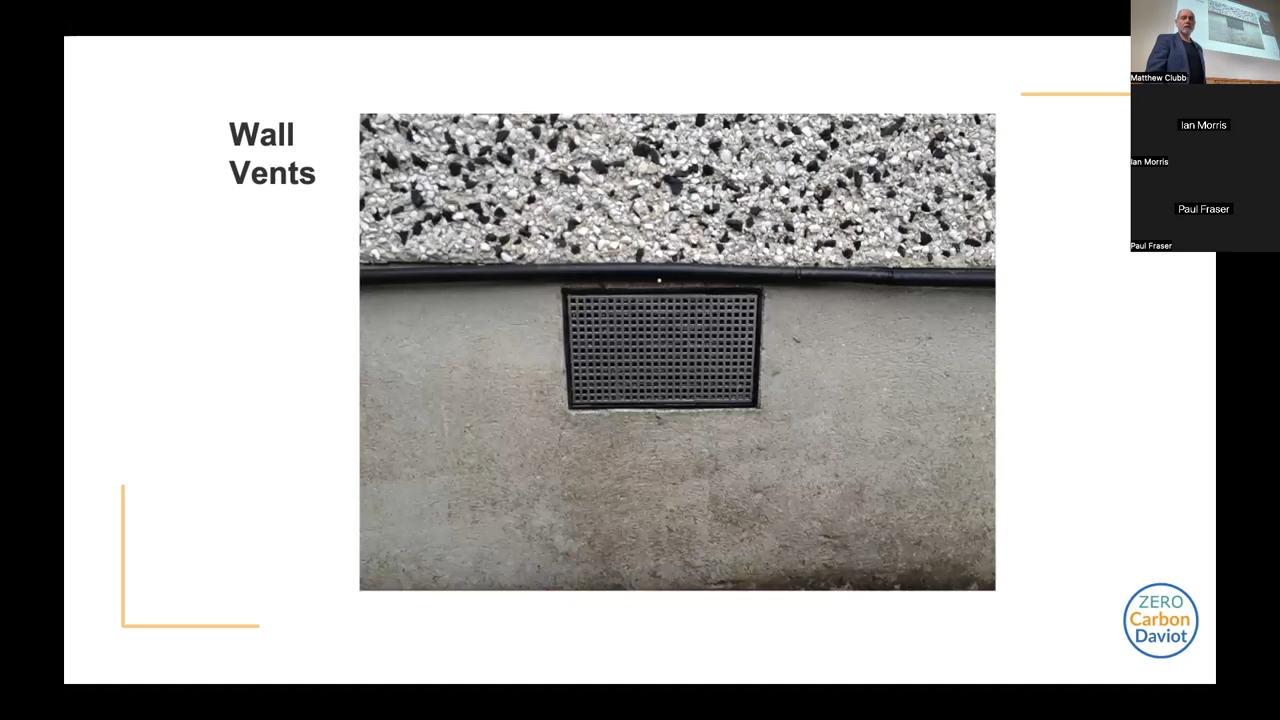 Wall
Vents
Matthew Clubb
Ian Morris
Ian Morris
Paul Fraser
Paul Fraser
ZERO
Carbon
Daviot